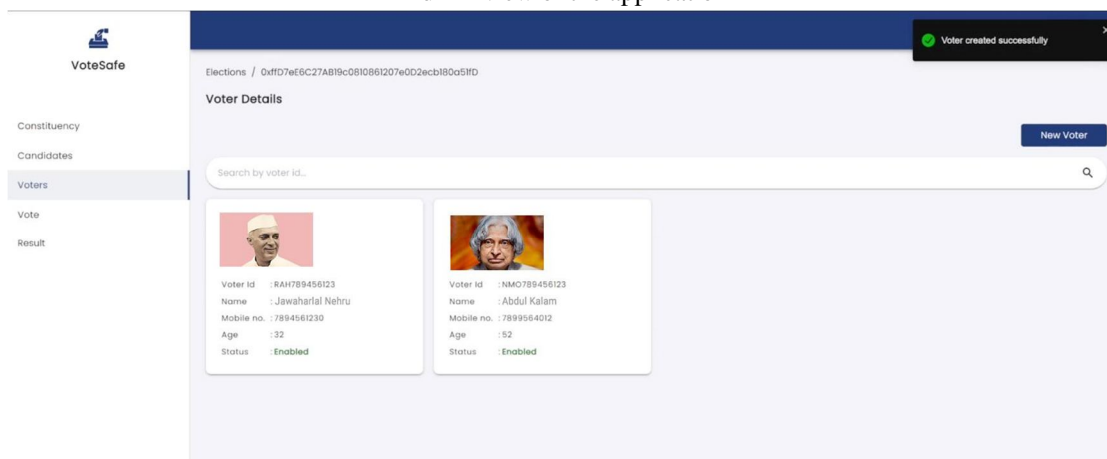 VoteSafe
Constituency
Candidates
Voters
Vote
Result
Voter created successfully
Elections / 0xffD7eE6C27AB19c0810861207e0D2ecb180a51fD
Voter Details
New Voter
Search by voter id...
Voter Id : RAH789456123
Name : Jawaharlal Nehru
Mobile no. : 7894561230
Age : 32
Status : Enabled
Voter Id : NMO789456123
Name : Abdul Kalam
Mobile no. : 7899564012
Age : 52
Status : Enabled